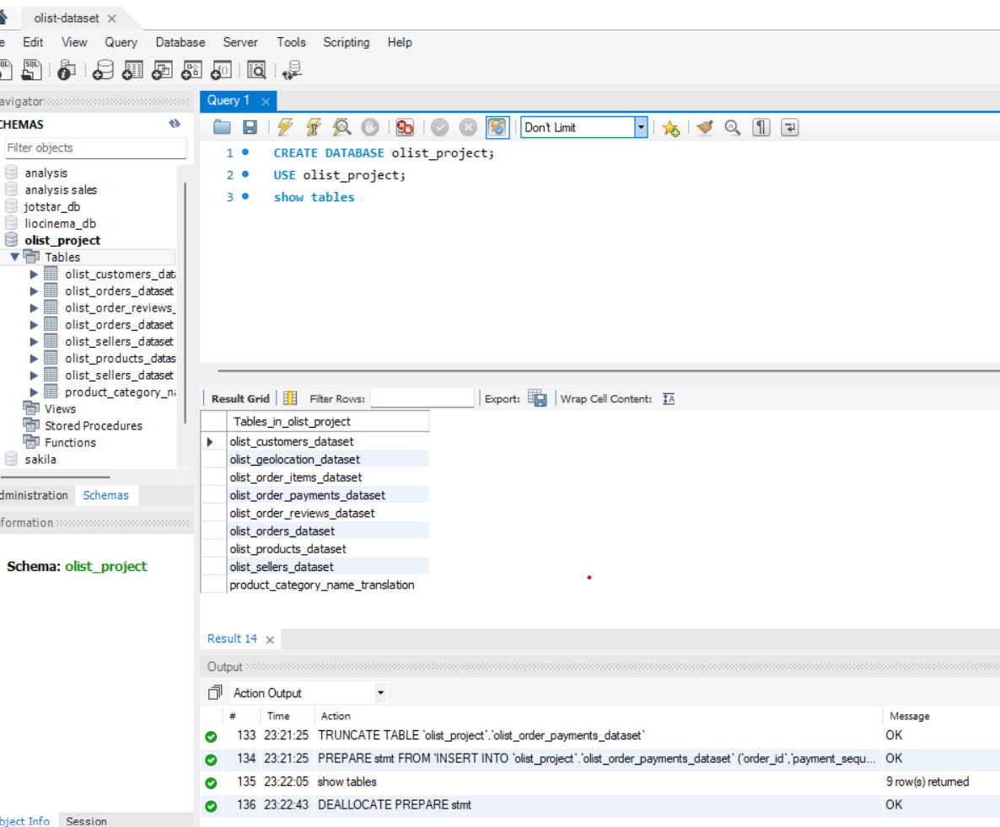 olist-dataset ×
e Edit View Query Database Server Tools Scripting Help
avigator
CHEMAS
Filter objects
analysis
analysis sales
jotstar_db
liocinema_db
olist_project
Tables
olist_customers_dat
olist_orders_dataset
olist_order_reviews_
olist_orders_dataset
olist_sellers_dataset
olist_products_datas
olist_sellers_dataset
product_category_na
Views
Stored Procedures
Functions
sakila
dministration Schemas
nformation
Schema: olist_project
bject Info Session
Query 1 ×
Don't Limit
1 CREATE DATABASE olist_project;
2 USE olist_project;
3 show tables
Result Grid Filter Rows: Export: Wrap Cell Content: IA
Tables_in_olist_project
olist_customers_dataset
olist_geolocation_dataset
olist_order_items_dataset
olist_order_payments_dataset
olist_order_reviews_dataset
olist_orders_dataset
olist_products_dataset
olist_sellers_dataset
product_category_name_translation
Result 14 ×
Output
Action Output
# Time Action Message
133 23:21:25 TRUNCATE TABLE `olist_project`.`olist_order_payments_dataset` OK
134 23:21:25 PREPARE stmt FROM 'INSERT INTO `olist_project`.`olist_order_payments_dataset` (`order_id`,`payment_sequ... OK
135 23:22:05 show tables 9 row(s) returned
136 23:22:43 DEALLOCATE PREPARE stmt OK